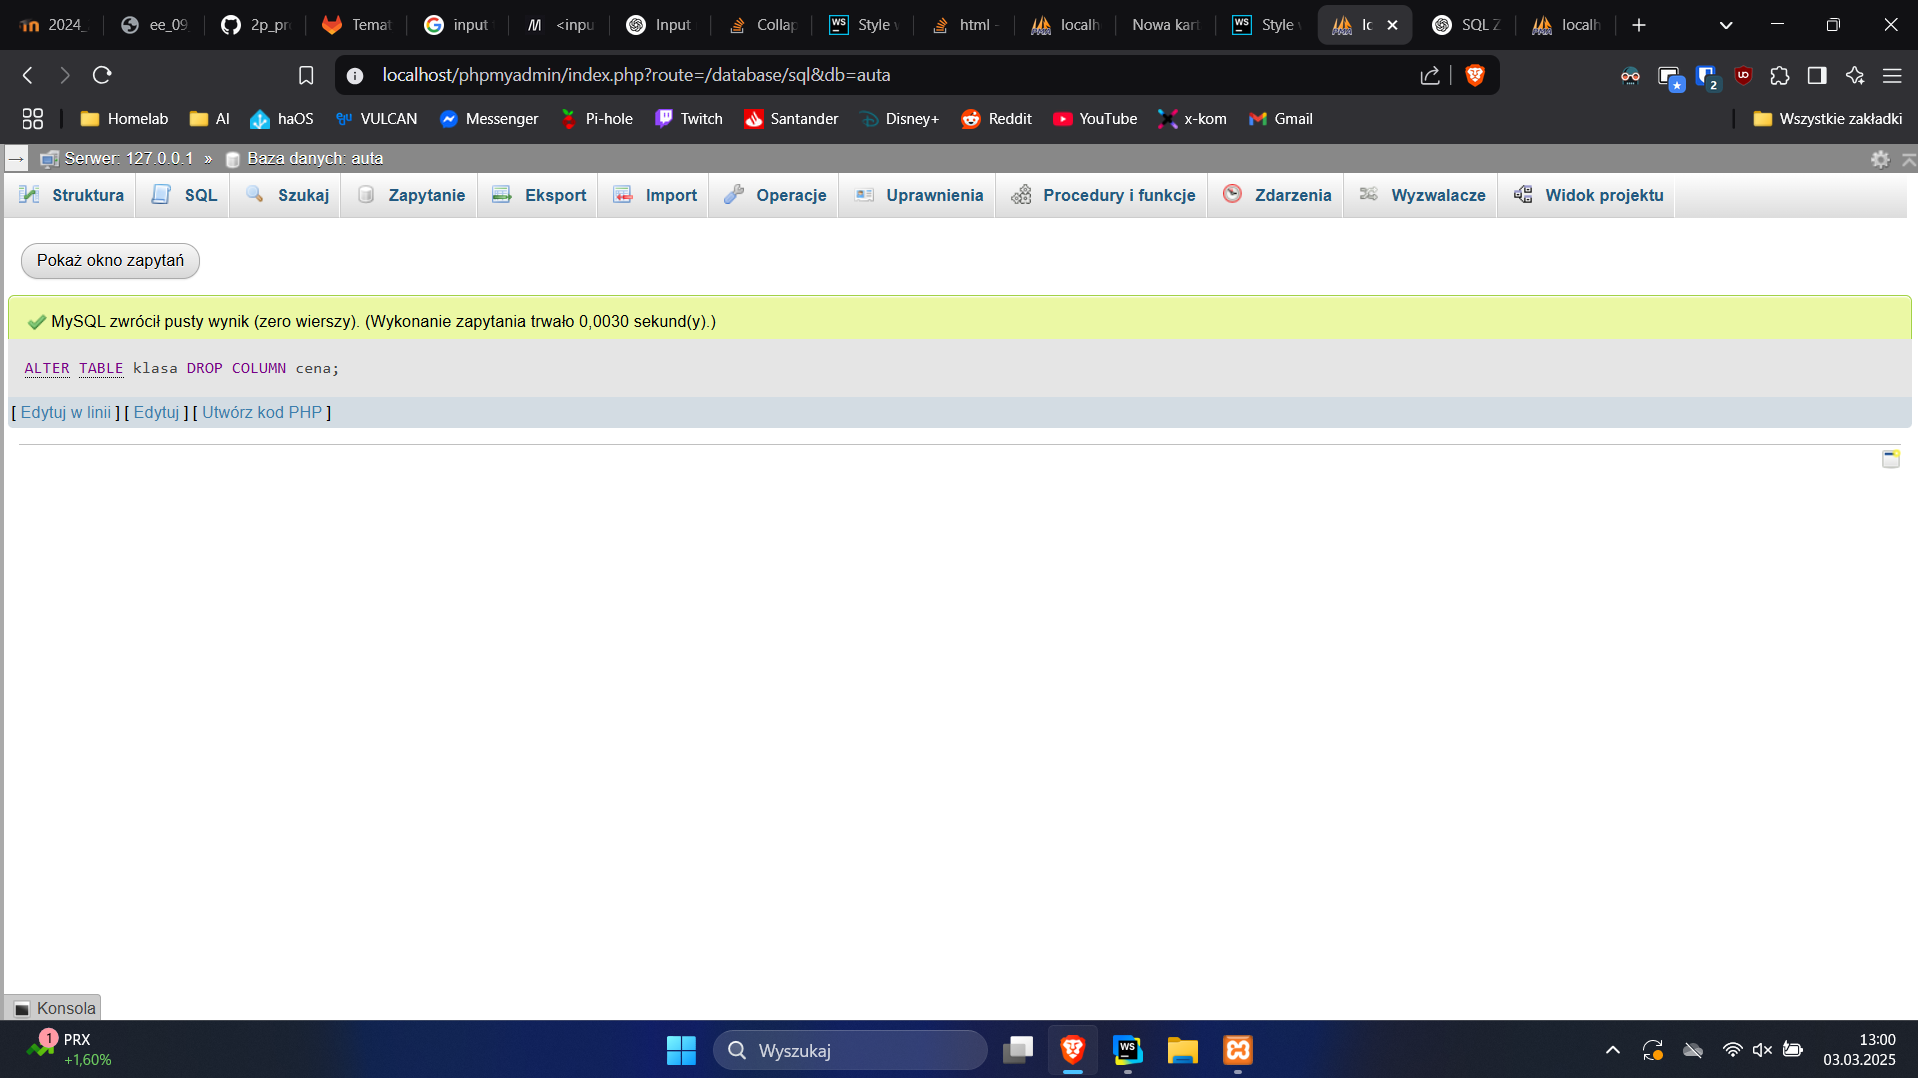 2024_
ee_09
2p_pr
Temat
input
<inpu
Input
Collap
Style
html -
localh
Nowa kart
Style
lc
SQL Z
localh
localhost/phpmyadmin/index.php?route=/database/sql&db=auta
2
Homelab
AI
haOS
VULCAN
Messenger
Pi-hole
Twitch
Santander
Disney+
Reddit
YouTube
x-kom
Gmail
Wszystkie zakładki
Serwer: 127.0.0.1 » Baza danych: auta
Struktura
SQL
Szukaj
Zapytanie
Eksport
Import
Operacje
Uprawnienia
Procedury i funkcje
Zdarzenia
Wyzwalacze
Widok projektu
Pokaż okno zapytań
MySQL zwrócił pusty wynik (zero wierszy). (Wykonanie zapytania trwało 0,0030 sekund(y).)
ALTER TABLE klasa DROP COLUMN cena;
[ Edytuj w linii ] [ Edytuj ] [ Utwórz kod PHP ]
Konsola
1
PRX
+1,60%
Wyszukaj
WS
13:00
03.03.2025